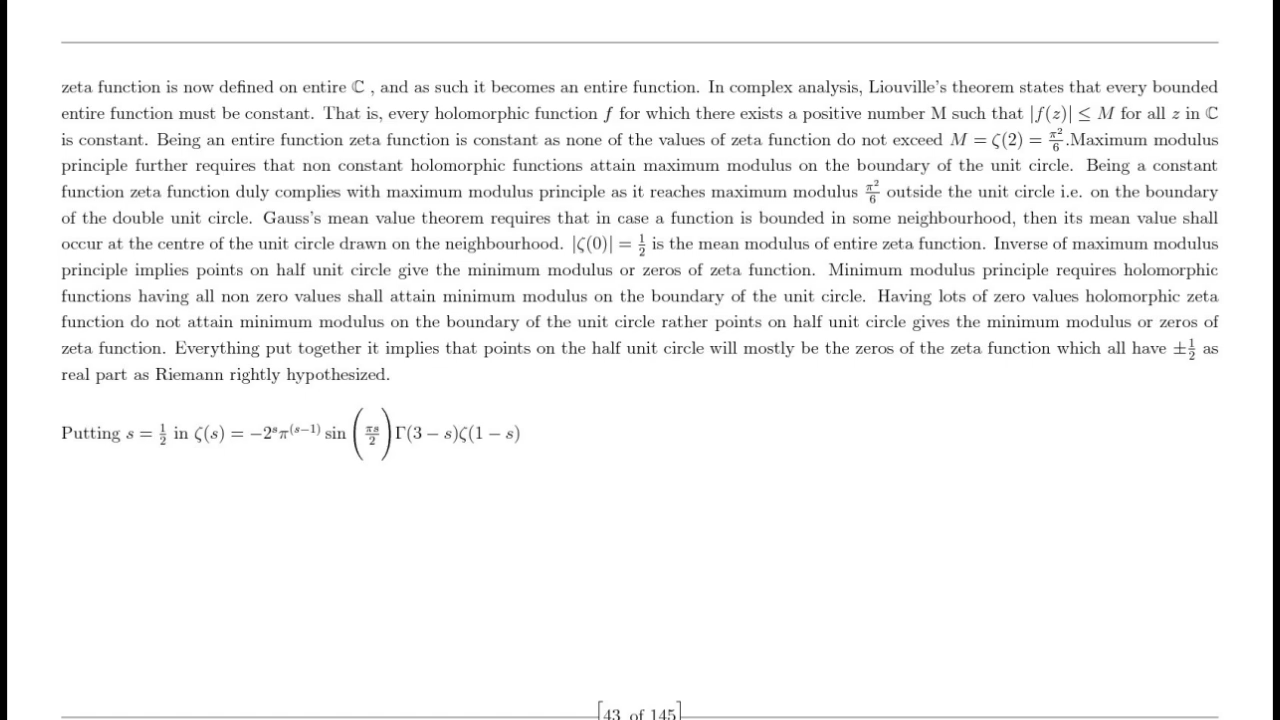 zeta function is now defined on entire ℂ , and as such it becomes an entire function. In complex analysis, Liouville's theorem states that every bounded
entire function must be constant. That is, every holomorphic function f for which there exists a positive number M such that |f(z)| ≤ M for all z in ℂ
is constant. Being an entire function zeta function is constant as none of the values of zeta function do not exceed M = ζ(2) = π²/6.Maximum modulus
principle further requires that non constant holomorphic functions attain maximum modulus on the boundary of the unit circle. Being a constant
function zeta function duly complies with maximum modulus principle as it reaches maximum modulus π²/6 outside the unit circle i.e. on the boundary
of the double unit circle. Gauss's mean value theorem requires that in case a function is bounded in some neighbourhood, then its mean value shall
occur at the centre of the unit circle drawn on the neighbourhood. |ζ(0)| = 1/2 is the mean modulus of entire zeta function. Inverse of maximum modulus
principle implies points on half unit circle give the minimum modulus or zeros of zeta function. Minimum modulus principle requires holomorphic
functions having all non zero values shall attain minimum modulus on the boundary of the unit circle. Having lots of zero values holomorphic zeta
function do not attain minimum modulus on the boundary of the unit circle rather points on half unit circle gives the minimum modulus or zeros of
zeta function. Everything put together it implies that points on the half unit circle will mostly be the zeros of the zeta function which all have ±1/2 as
real part as Riemann rightly hypothesized.
Putting s = 1/2 in ζ(s) = −2^s π^(s−1) sin (πs/2) Γ(3 − s)ζ(1 − s)
[43 of 145]